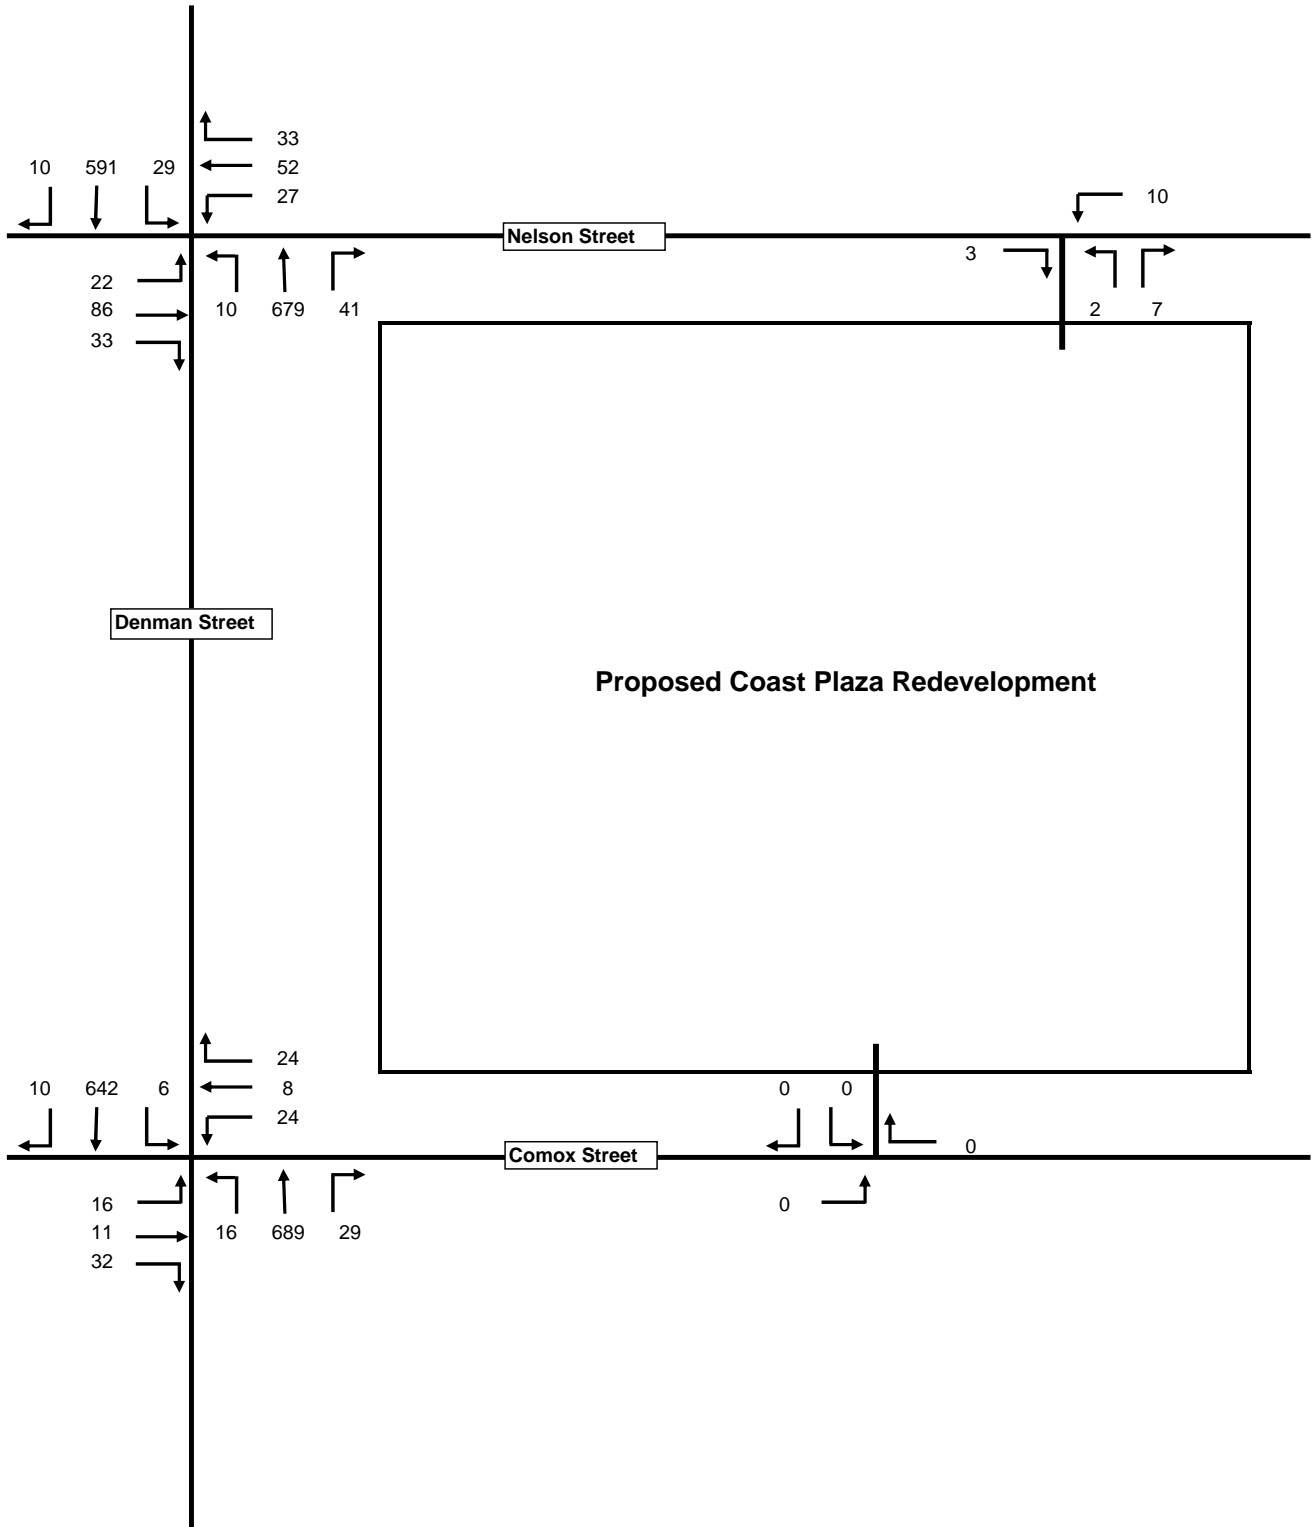 33
10 591 29 52
27 10
Nelson Street
3
22
86 10 679 41 2 7
33
Denman Street
Proposed Coast Plaza Redevelopment
24
10 642 6 8 0 0
24
Comox Street 0
16 0
11 16 689 29
32